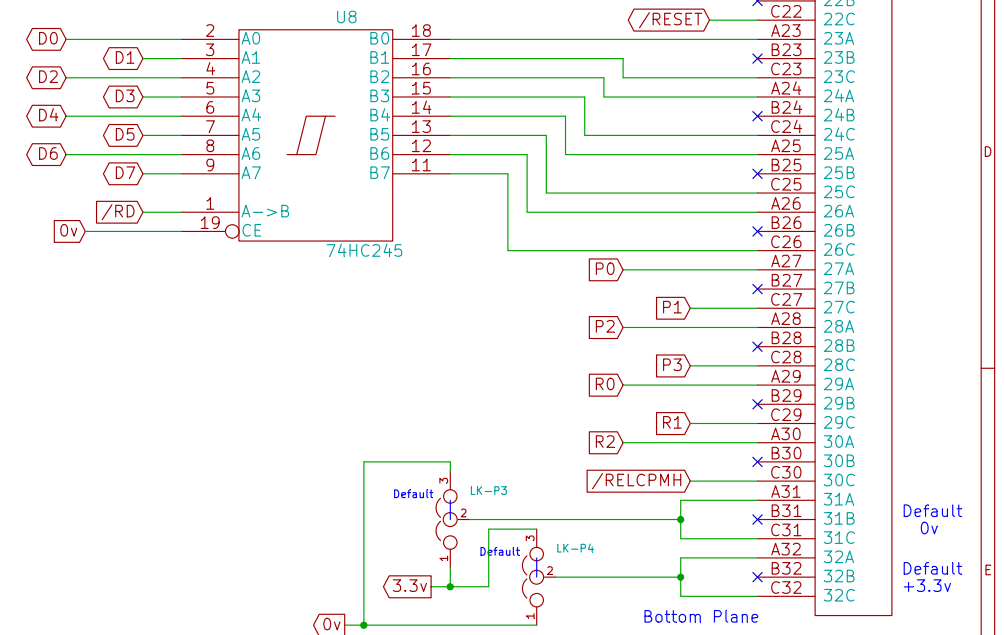 22B
/RESET C22 22C
U8
D0 2 A0 B0 18 A23 23A
D1 3 A1 B1 17 B23 23B
D2 4 A2 B2 16 C23 23C
D3 5 A3 B3 15 A24 24A
D4 6 A4 B4 14 B24 24B
D5 7 A5 B5 13 C24 24C
D6 8 A6 B6 12 A25 25A
D7 9 A7 B7 11 B25 25B
D
C25 25C
/RD 1 A->B A26 26A
0v 19 CE B26 26B
74HC245 C26 26C
P0 A27 27A
B27 27B
P1 C27 27C
P2 A28 28A
B28 28B
P3 C28 28C
R0 A29 29A
B29 29B
R1 C29 29C
R2 A30 30A
B30 30B
/RELCPMH C30 30C
Default 3 LK-P3 A31 31A
2 B31 31B Default
0v
C31 31C
Default 3 LK-P4 A32 32A
1 2 B32 32B Default
E
3.3v C32 32C +3.3v
0v 1 Bottom Plane